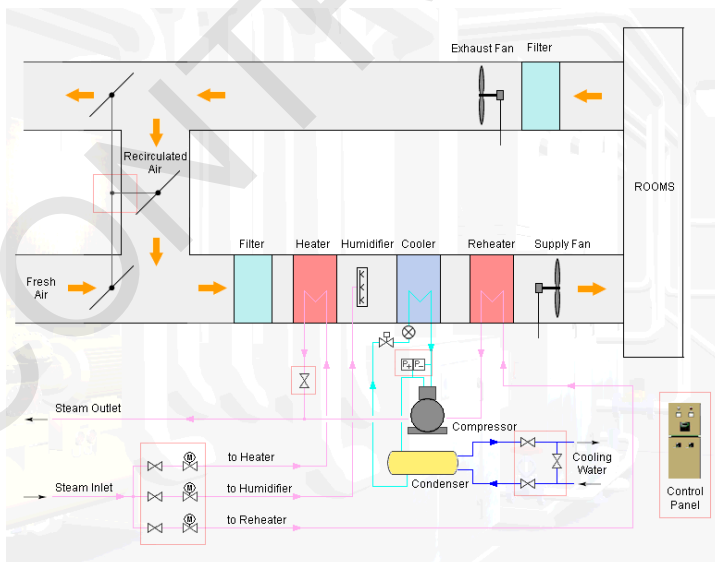 CONTR
Exhaust Fan
Filter
Recirculated
Air
ROOMS
Filter
Heater
Humidifier
Cooler
Reheater
Supply Fan
Fresh
Air
P+
P-
Steam Outlet
Compressor
M
to Heater
Cooling
Water
Steam Inlet
M
to Humidifier
Condenser
Control
Panel
M
to Reheater